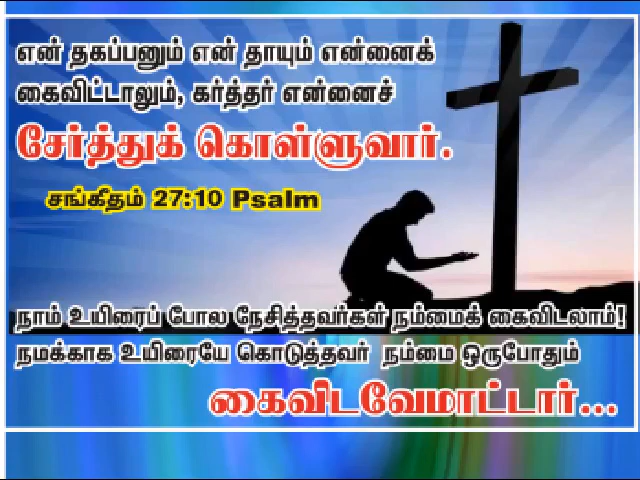 என் தகப்பனும் என் தாயும் என்னைக்
கைவிட்டாலும், கர்த்தர் என்னைச்
சேர்த்துக் கொள்ளுவார்.
சங்கீதம் 27:10 Psalm
நாம் உயிரைப் போல நேசித்தவர்கள் நம்மைக் கைவிடலாம்!
நமக்காக உயிரையே கொடுத்தவர் நம்மை ஒருபோதும்
கைவிடவேமாட்டார்...